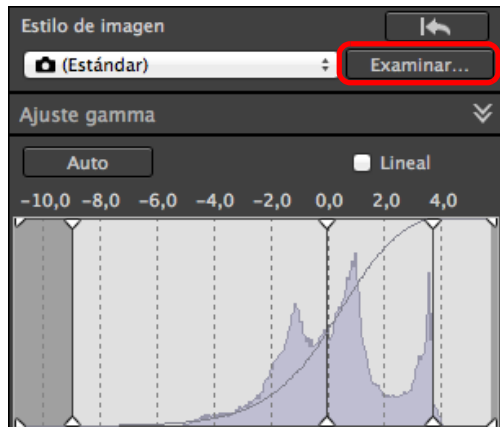 Estilo de imagen
(Estándar)
Examinar...
Ajuste gamma
Auto
Lineal
-10,0 -8,0 -6,0 -4,0 -2,0 0,0 2,0 4,0